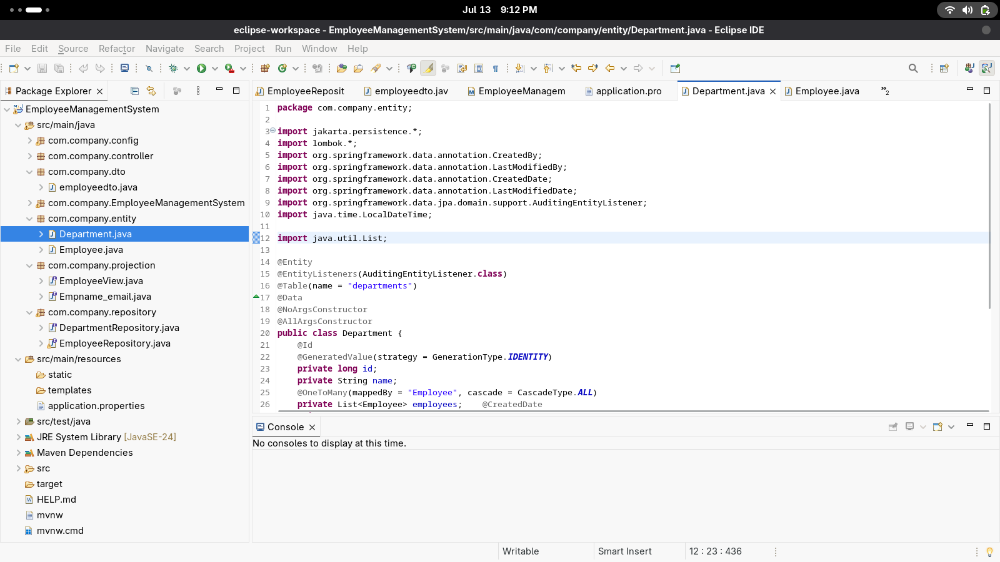 Jul 13 9:12 PM
eclipse-workspace - EmployeeManagementSystem/src/main/java/com/company/entity/Department.java - Eclipse IDE
File Edit Source Refactor Navigate Search Project Run Window Help
Package Explorer
EmployeeManagementSystem
src/main/java
com.company.config
com.company.controller
com.company.dto
employeedto.java
com.company.EmployeeManagementSystem
com.company.entity
Department.java
Employee.java
com.company.projection
EmployeeView.java
Empname_email.java
com.company.repository
DepartmentRepository.java
EmployeeRepository.java
src/main/resources
static
templates
application.properties
src/test/java
JRE System Library [JavaSE-24]
Maven Dependencies
src
target
HELP.md
mvnw
mvnw.cmd
EmployeeReposit employeedto.jav EmployeeManagem application.pro Department.java Employee.java »2
1 package com.company.entity;
2
3 import jakarta.persistence.*;
4 import lombok.*;
5 import org.springframework.data.annotation.CreatedBy;
6 import org.springframework.data.annotation.LastModifiedBy;
7 import org.springframework.data.annotation.CreatedDate;
8 import org.springframework.data.annotation.LastModifiedDate;
9 import org.springframework.data.jpa.domain.support.AuditingEntityListener;
10 import java.time.LocalDateTime;
11
12 import java.util.List;
13
14 @Entity
15 @EntityListeners(AuditingEntityListener.class)
16 @Table(name = "departments")
17 @Data
18 @NoArgsConstructor
19 @AllArgsConstructor
20 public class Department {
21 @Id
22 @GeneratedValue(strategy = GenerationType.IDENTITY)
23 private long id;
24 private String name;
25 @OneToMany(mappedBy = "Employee", cascade = CascadeType.ALL)
26 private List<Employee> employees; @CreatedDate
Console
No consoles to display at this time.
Writable Smart Insert 12 : 23 : 436